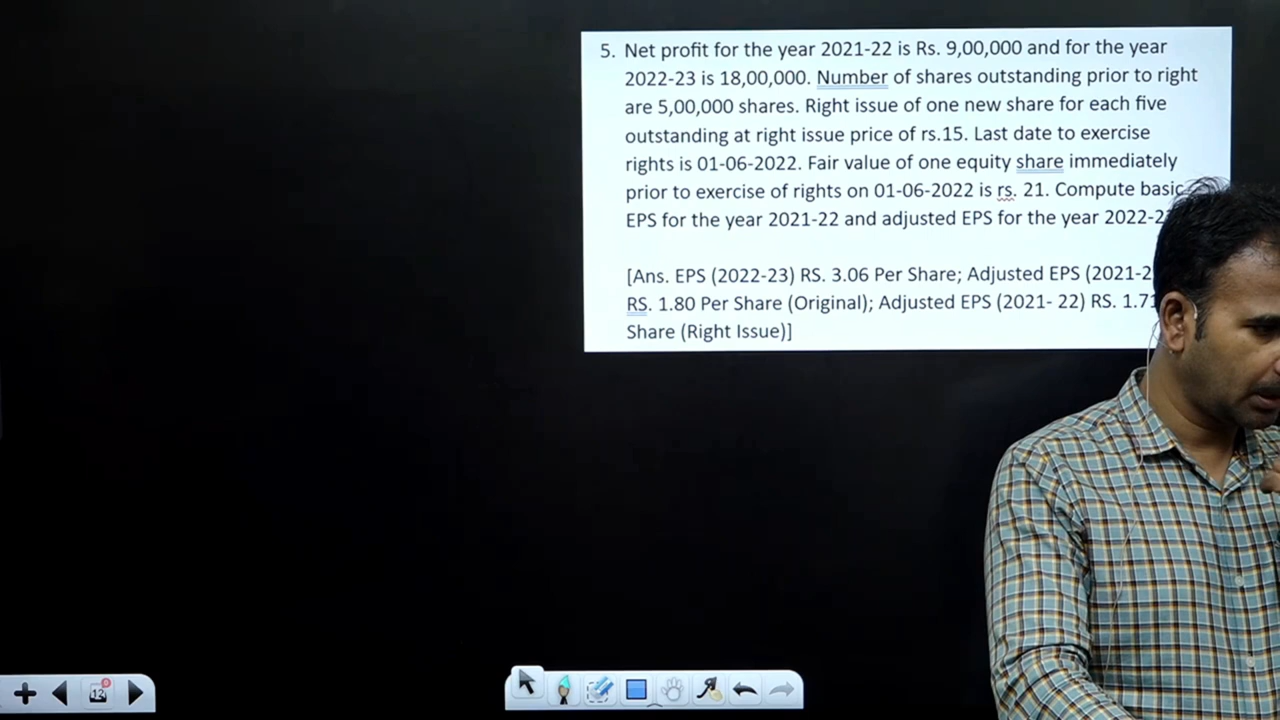 5. Net profit for the year 2021-22 is Rs. 9,00,000 and for the year
2022-23 is 18,00,000. Number of shares outstanding prior to right
are 5,00,000 shares. Right issue of one new share for each five
outstanding at right issue price of rs.15. Last date to exercise
rights is 01-06-2022. Fair value of one equity share immediately
prior to exercise of rights on 01-06-2022 is rs. 21. Compute basic
EPS for the year 2021-22 and adjusted EPS for the year
[Ans. EPS (2022-23) RS. 3.06 Per Share; Adjusted EPS
RS. 1.80 Per Share (Original); Adjusted EPS (2021- 22) RS. 1.71
Share (Right Issue)]
12